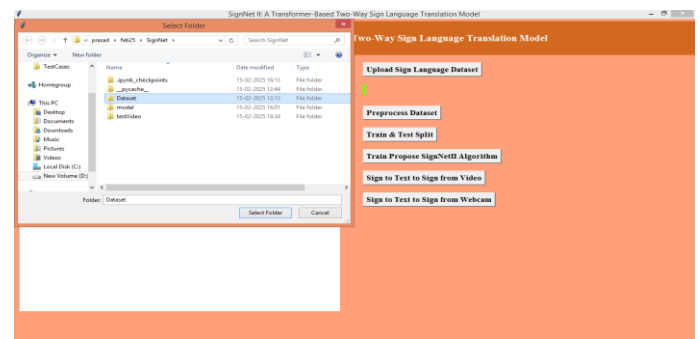 SignNet II: A Transformer-Based Two-Way Sign Language Translation Model
Select Folder
« prasad › feb25 › SignNet ›
Search SignNet
Organize
New folder
TestCases
Homegroup
This PC
Desktop
Documents
Downloads
Music
Pictures
Videos
Local Disk (C:)
New Volume (D:)
Name Date modified Type
.ipynb_checkpoints 15-02-2025 16:13 File folder
__pycache__ 15-02-2025 12:44 File folder
Dataset 15-02-2025 12:13 File folder
model 15-02-2025 16:01 File folder
testVideo 15-02-2025 16:34 File folder
Folder: Dataset
Select Folder Cancel
Two-Way Sign Language Translation Model
Upload Sign Language Dataset
Preprocess Dataset
Train & Test Split
Train Propose SignNetII Algorithm
Sign to Text to Sign from Video
Sign to Text to Sign from Webcam